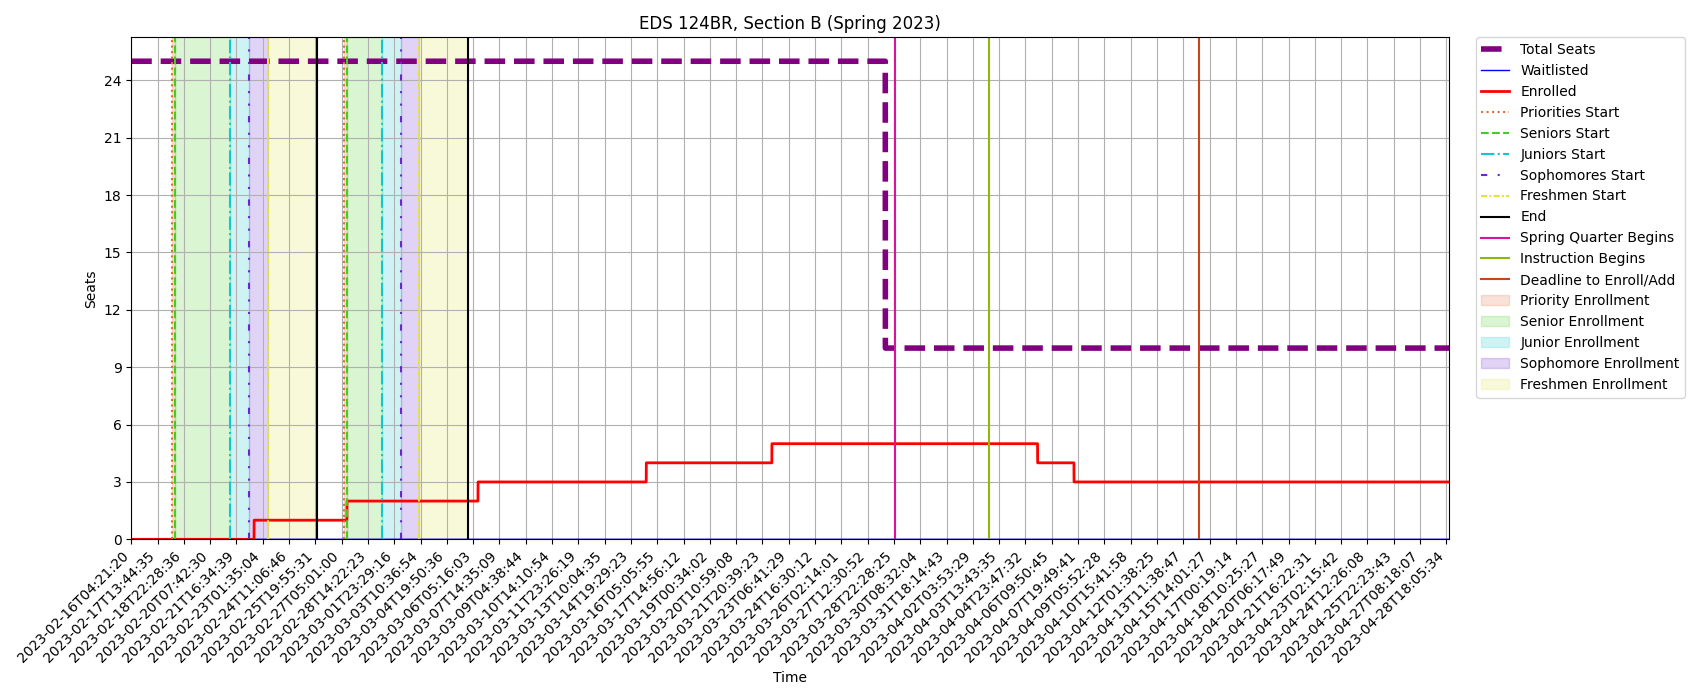 EDS 124BR, Section B (Spring 2023)
Seats
24
21
18
15
12
9
6
3
0
2023-02-16T04:21:20
2023-02-17T13:44:35
2023-02-18T22:28:36
2023-02-20T07:42:30
2023-02-21T16:34:39
2023-02-23T01:35:04
2023-02-24T11:06:46
2023-02-25T19:55:31
2023-02-27T05:01:00
2023-02-28T14:22:23
2023-03-01T23:29:16
2023-03-03T10:36:54
2023-03-04T19:50:36
2023-03-06T05:16:03
2023-03-07T14:35:09
2023-03-09T04:38:44
2023-03-10T14:10:54
2023-03-11T23:26:19
2023-03-13T10:04:35
2023-03-14T19:29:23
2023-03-16T05:05:55
2023-03-17T14:56:12
2023-03-19T00:34:02
2023-03-20T10:59:08
2023-03-21T20:39:23
2023-03-23T06:41:29
2023-03-24T16:30:12
2023-03-26T02:14:01
2023-03-27T12:30:52
2023-03-28T22:28:25
2023-03-30T08:32:04
2023-03-31T18:14:43
2023-04-02T03:53:29
2023-04-03T13:43:35
2023-04-04T23:47:32
2023-04-06T09:50:45
2023-04-07T19:49:41
2023-04-09T05:52:28
2023-04-10T15:41:58
2023-04-12T01:38:25
2023-04-13T11:38:47
2023-04-15T14:01:27
2023-04-17T00:19:14
2023-04-18T10:25:27
2023-04-20T06:17:49
2023-04-21T16:22:31
2023-04-23T02:15:42
2023-04-24T12:26:08
2023-04-25T22:23:43
2023-04-27T08:18:07
2023-04-28T18:05:34
Time
Total Seats
Waitlisted
Enrolled
Priorities Start
Seniors Start
Juniors Start
Sophomores Start
Freshmen Start
End
Spring Quarter Begins
Instruction Begins
Deadline to Enroll/Add
Priority Enrollment
Senior Enrollment
Junior Enrollment
Sophomore Enrollment
Freshmen Enrollment